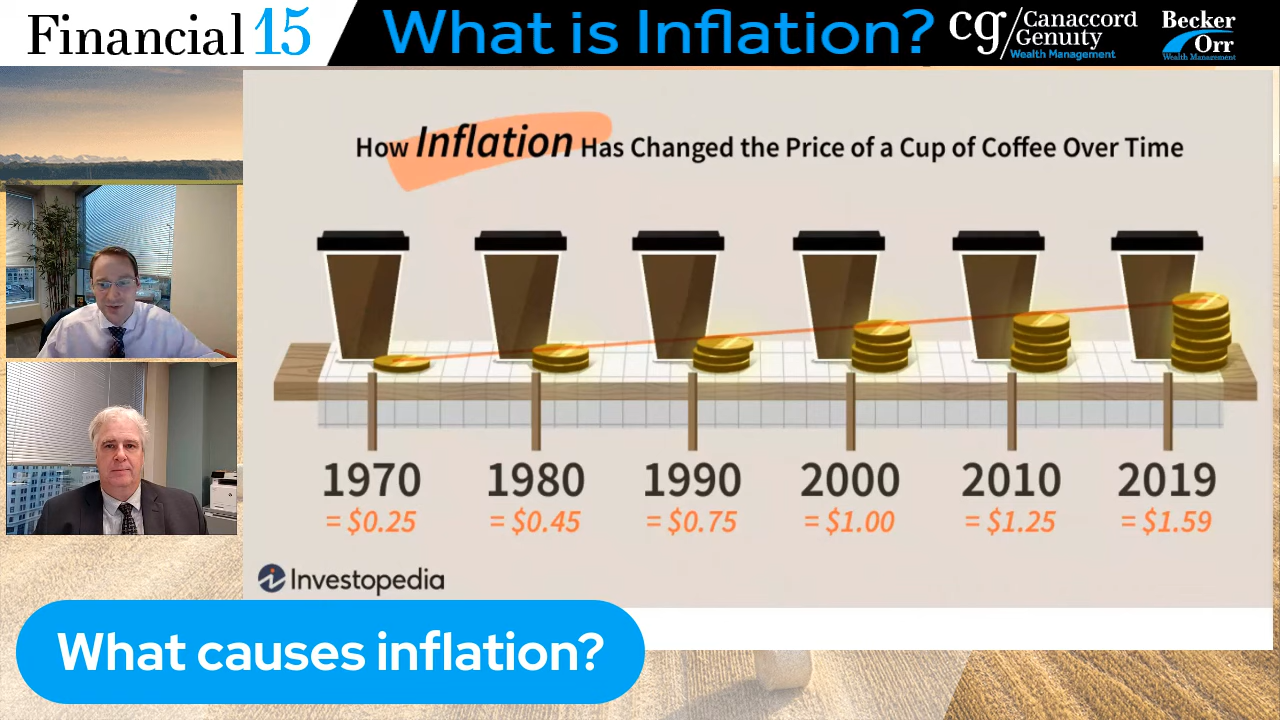 Financial 15
What is Inflation?
cg/Canaccord
Genuity
Wealth Management
Becker
Orr
Wealth Management
How Inflation Has Changed the Price of a Cup of Coffee Over Time
1970 1980 1990 2000 2010 2019
= $0.25 = $0.45 = $0.75 = $1.00 = $1.25 = $1.59
Investopedia
What causes inflation?